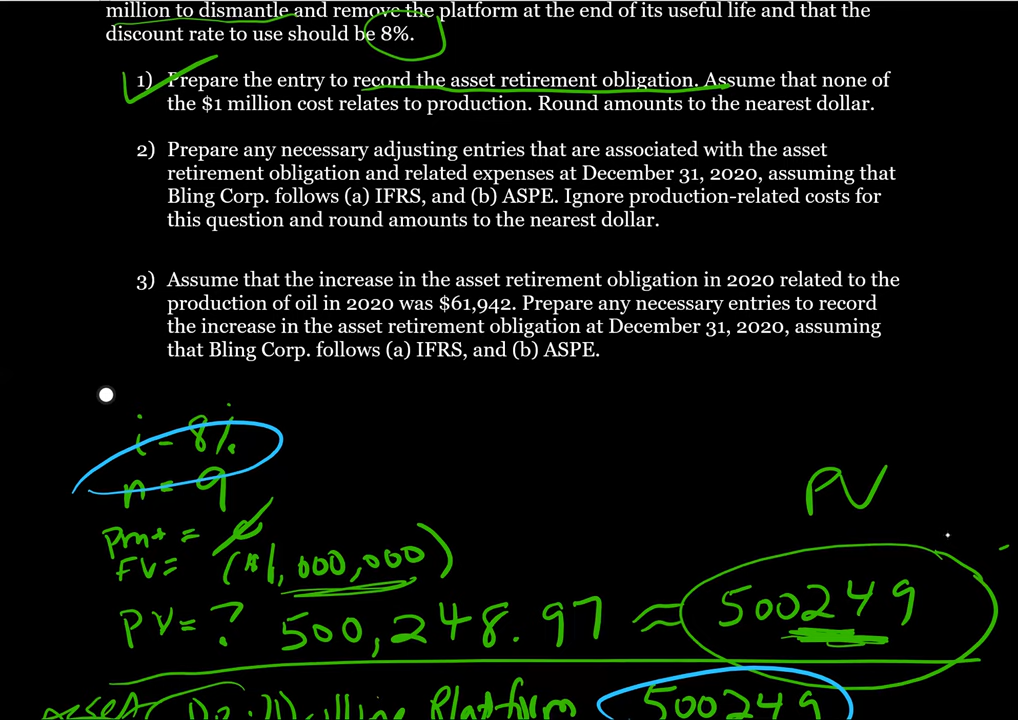 million to dismantle and remove the platform at the end of its useful life and that the
discount rate to use should be 8%.
1) Prepare the entry to record the asset retirement obligation. Assume that none of
the $1 million cost relates to production. Round amounts to the nearest dollar.
2) Prepare any necessary adjusting entries that are associated with the asset
retirement obligation and related expenses at December 31, 2020, assuming that
Bling Corp. follows (a) IFRS, and (b) ASPE. Ignore production-related costs for
this question and round amounts to the nearest dollar.
3) Assume that the increase in the asset retirement obligation in 2020 related to the
production of oil in 2020 was $61,942. Prepare any necessary entries to record
the increase in the asset retirement obligation at December 31, 2020, assuming
that Bling Corp. follows (a) IFRS, and (b) ASPE.
i = 8%
n = 9
PV
Pmt = 0
FV = ($1,000,000)
PV = ? 500,248.97 ≈ 500249
Platform 500249